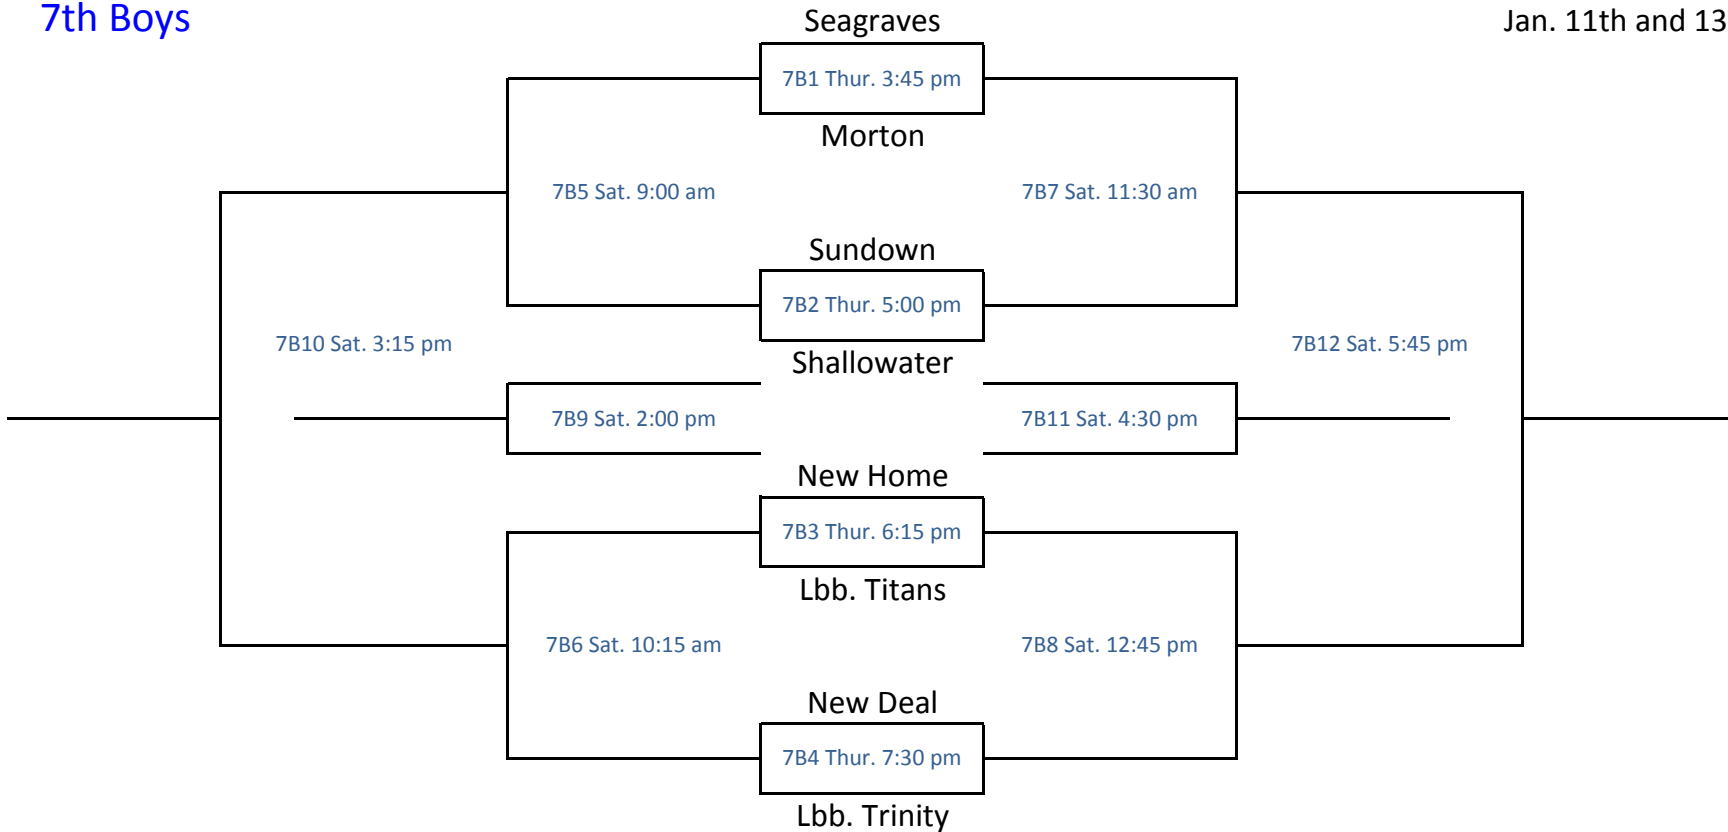 7th Boys
Seagraves
Jan. 11th and 13
7B1 Thur. 3:45 pm
Morton
7B5 Sat. 9:00 am
7B7 Sat. 11:30 am
Sundown
7B2 Thur. 5:00 pm
7B10 Sat. 3:15 pm
7B12 Sat. 5:45 pm
Shallowater
7B9 Sat. 2:00 pm
7B11 Sat. 4:30 pm
New Home
7B3 Thur. 6:15 pm
Lbb. Titans
7B6 Sat. 10:15 am
7B8 Sat. 12:45 pm
New Deal
7B4 Thur. 7:30 pm
Lbb. Trinity